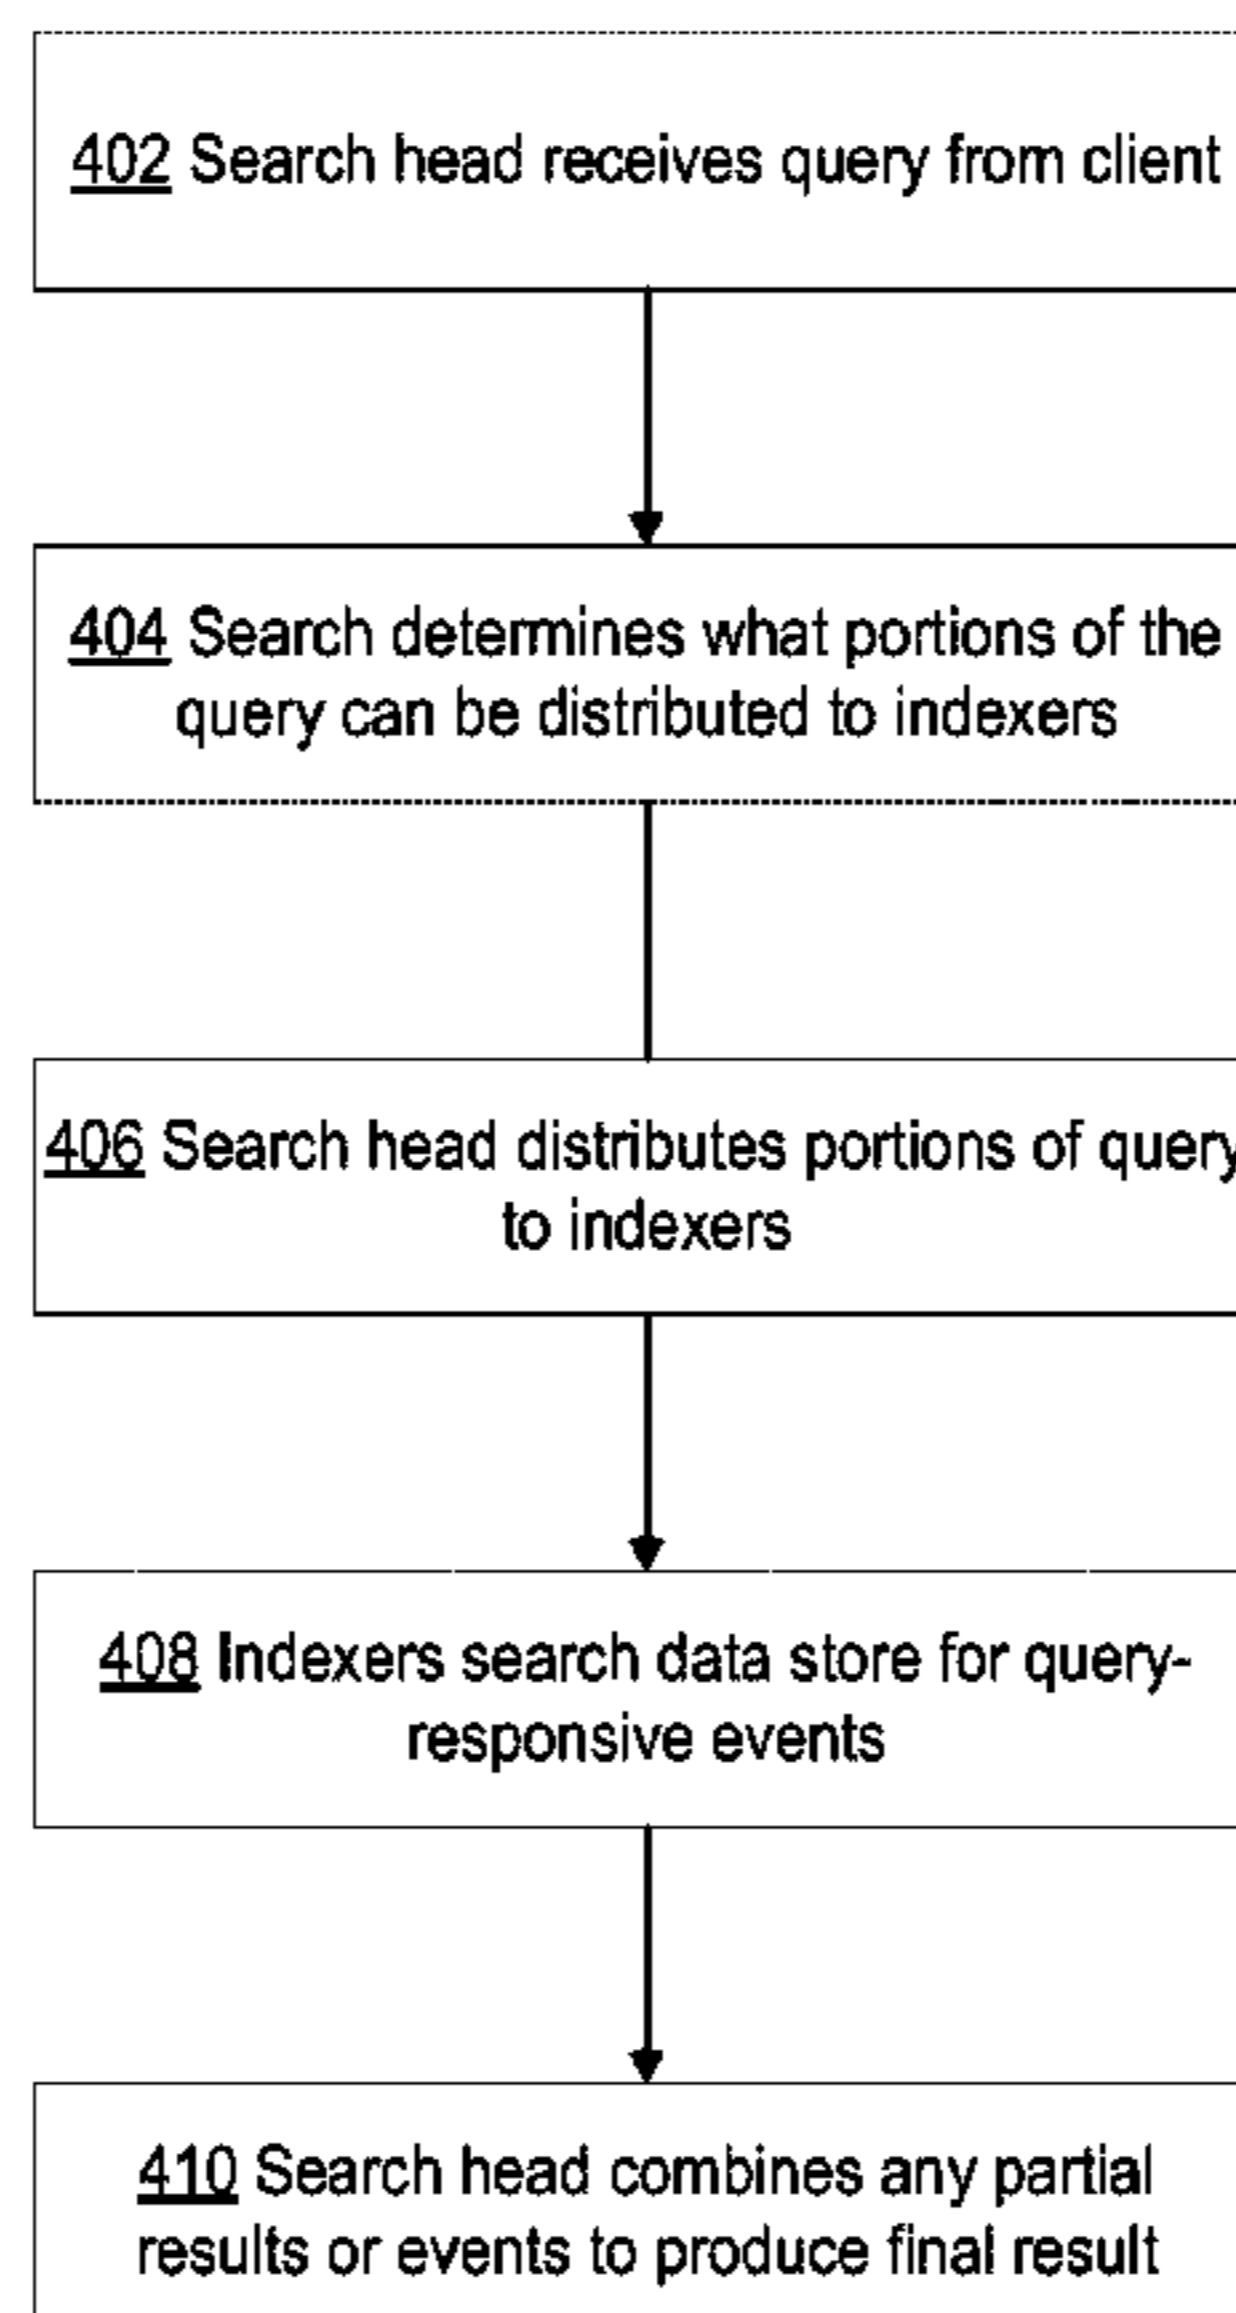 402 Search head receives query from client
404 Search determines what portions of the
query can be distributed to indexers
406 Search head distributes portions of query
to indexers
408 Indexers search data store for query-
responsive events
410 Search head combines any partial
results or events to produce final result